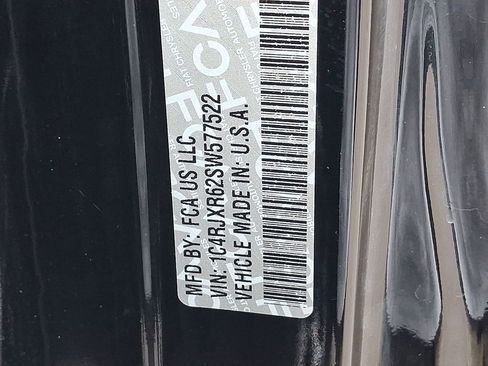 MFD BY: FCA US LLC
VIN: 1C4RJXR62SW577522
VEHICLE MADE IN: U.S.A.